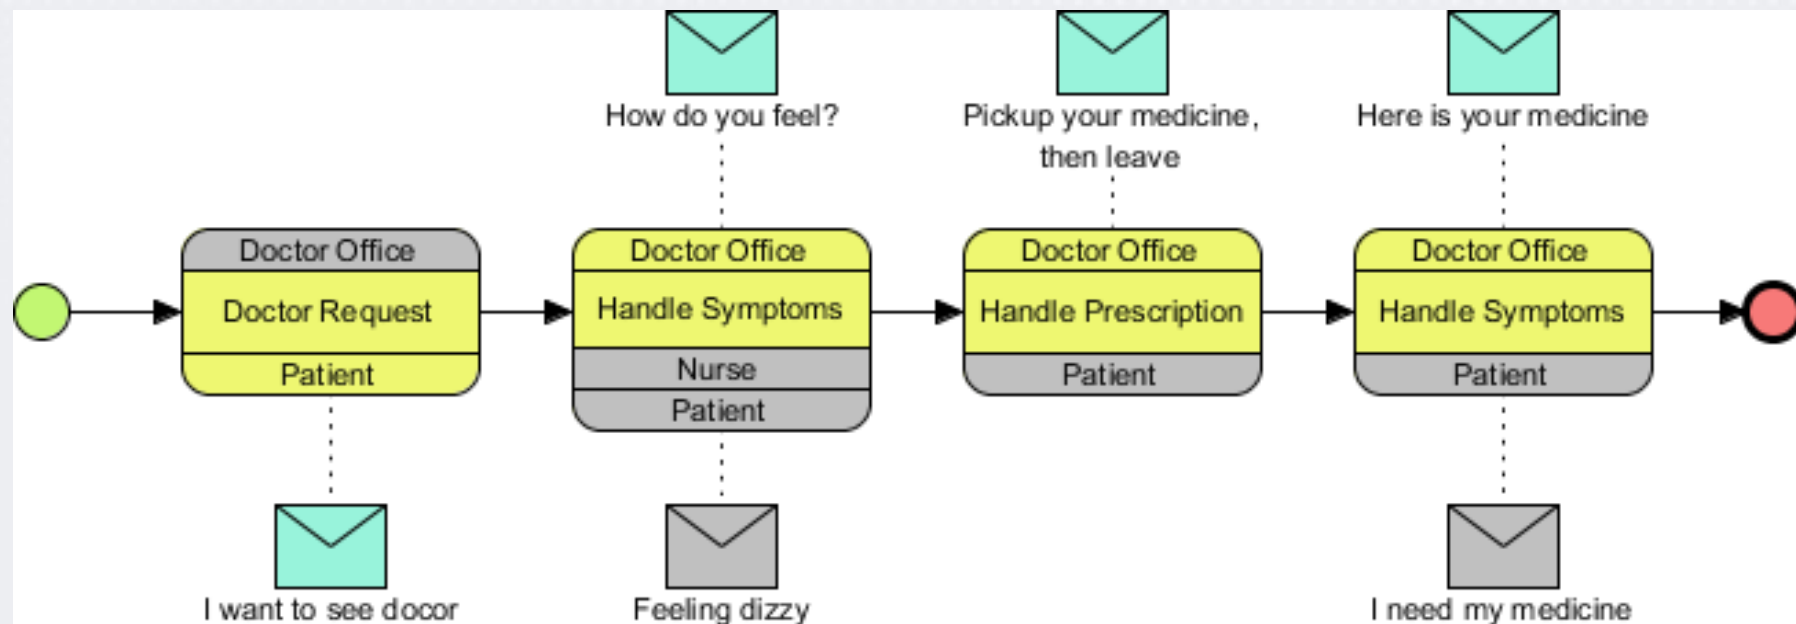 How do you feel?
Pickup your medicine,
then leave
Here is your medicine
Doctor Office
Doctor Request
Patient
Doctor Office
Handle Symptoms
Nurse
Patient
Doctor Office
Handle Prescription
Patient
Doctor Office
Handle Symptoms
Patient
I want to see docor
Feeling dizzy
I need my medicine